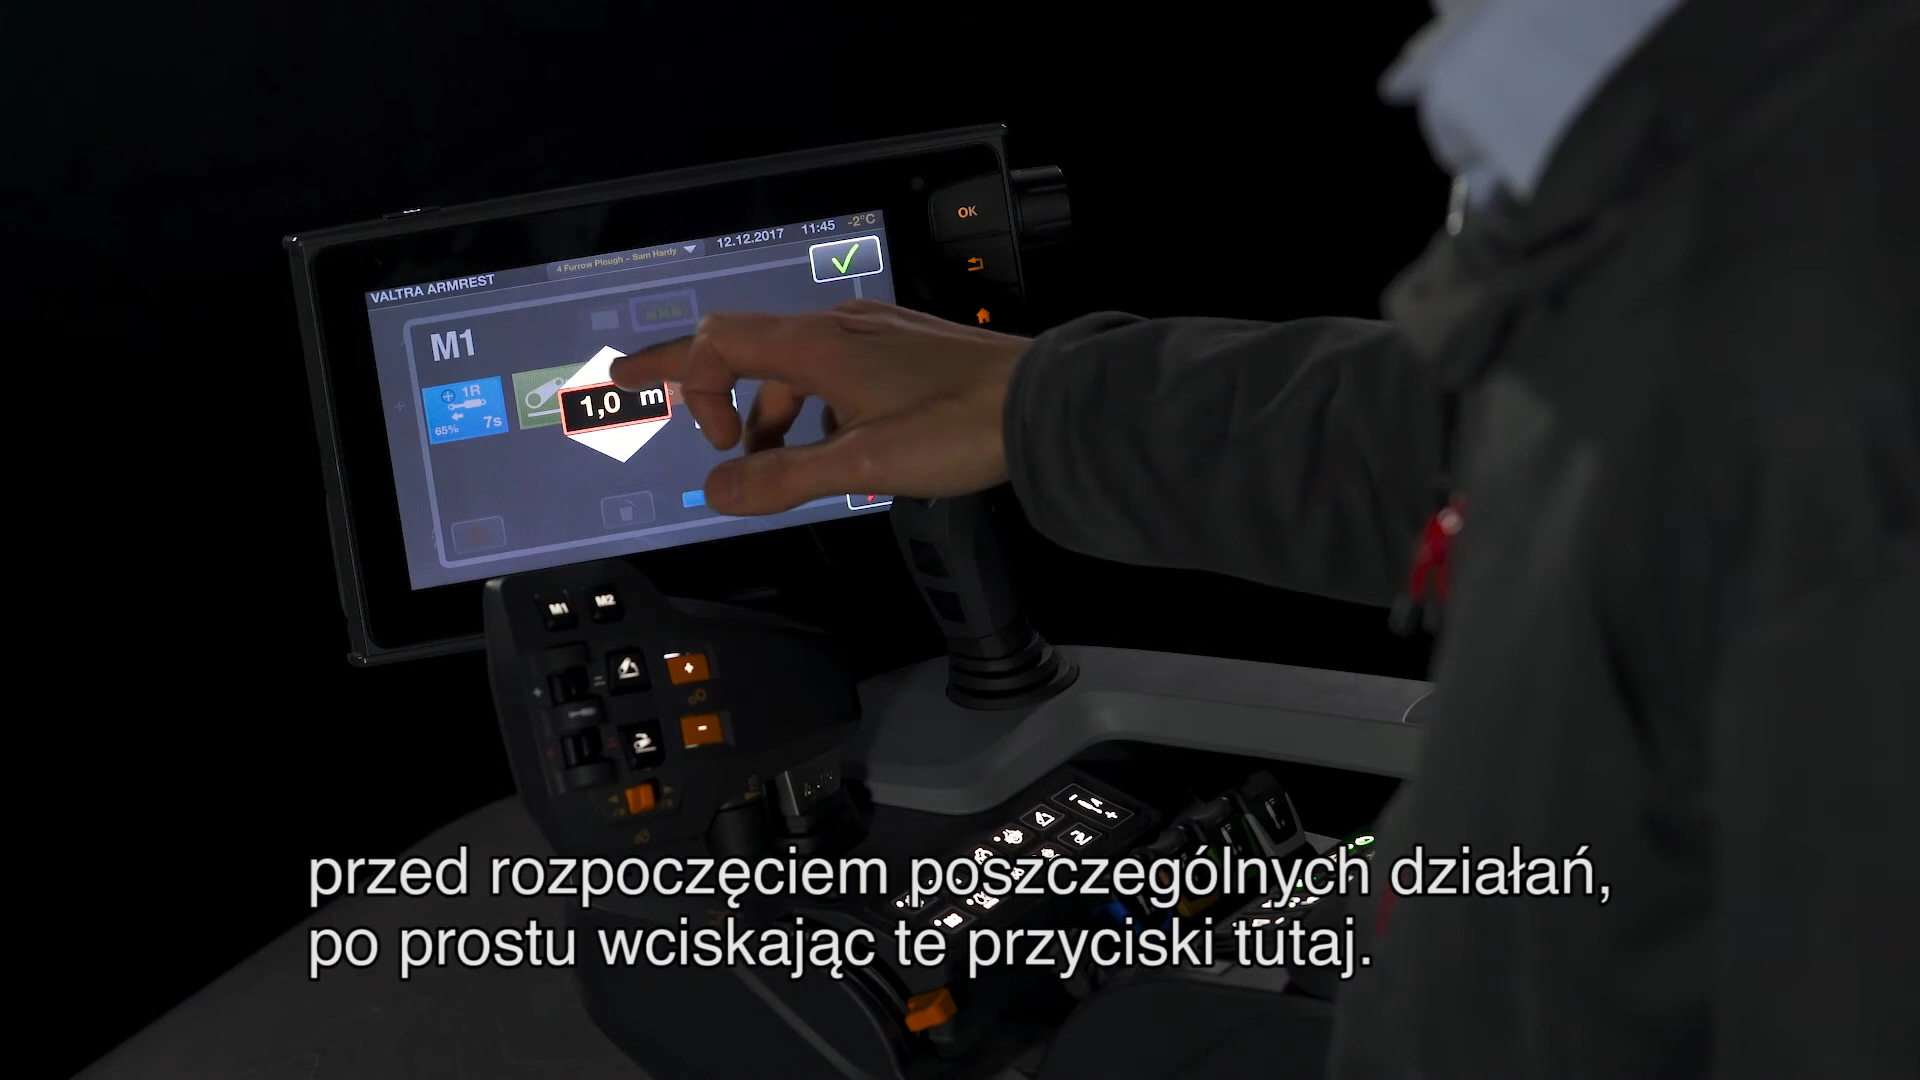 OK
12.12.2017 11:45 -2°C
4 Furrow Plough - Sam Hardy
VALTRA ARMREST
M1
1R
65% 7s
1,0 m
M1 M2
przed rozpoczęciem poszczególnych działań,
po prostu wciskając te przyciski tutaj.